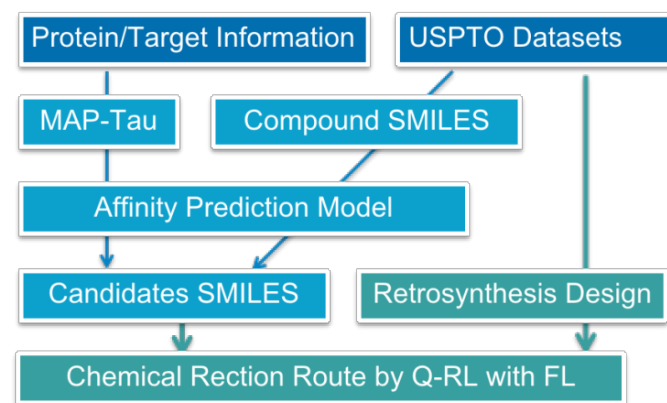 Protein/Target Information
USPTO Datasets
MAP-Tau
Compound SMILES
Affinity Prediction Model
Candidates SMILES
Retrosynthesis Design
Chemical Rection Route by Q-RL with FL